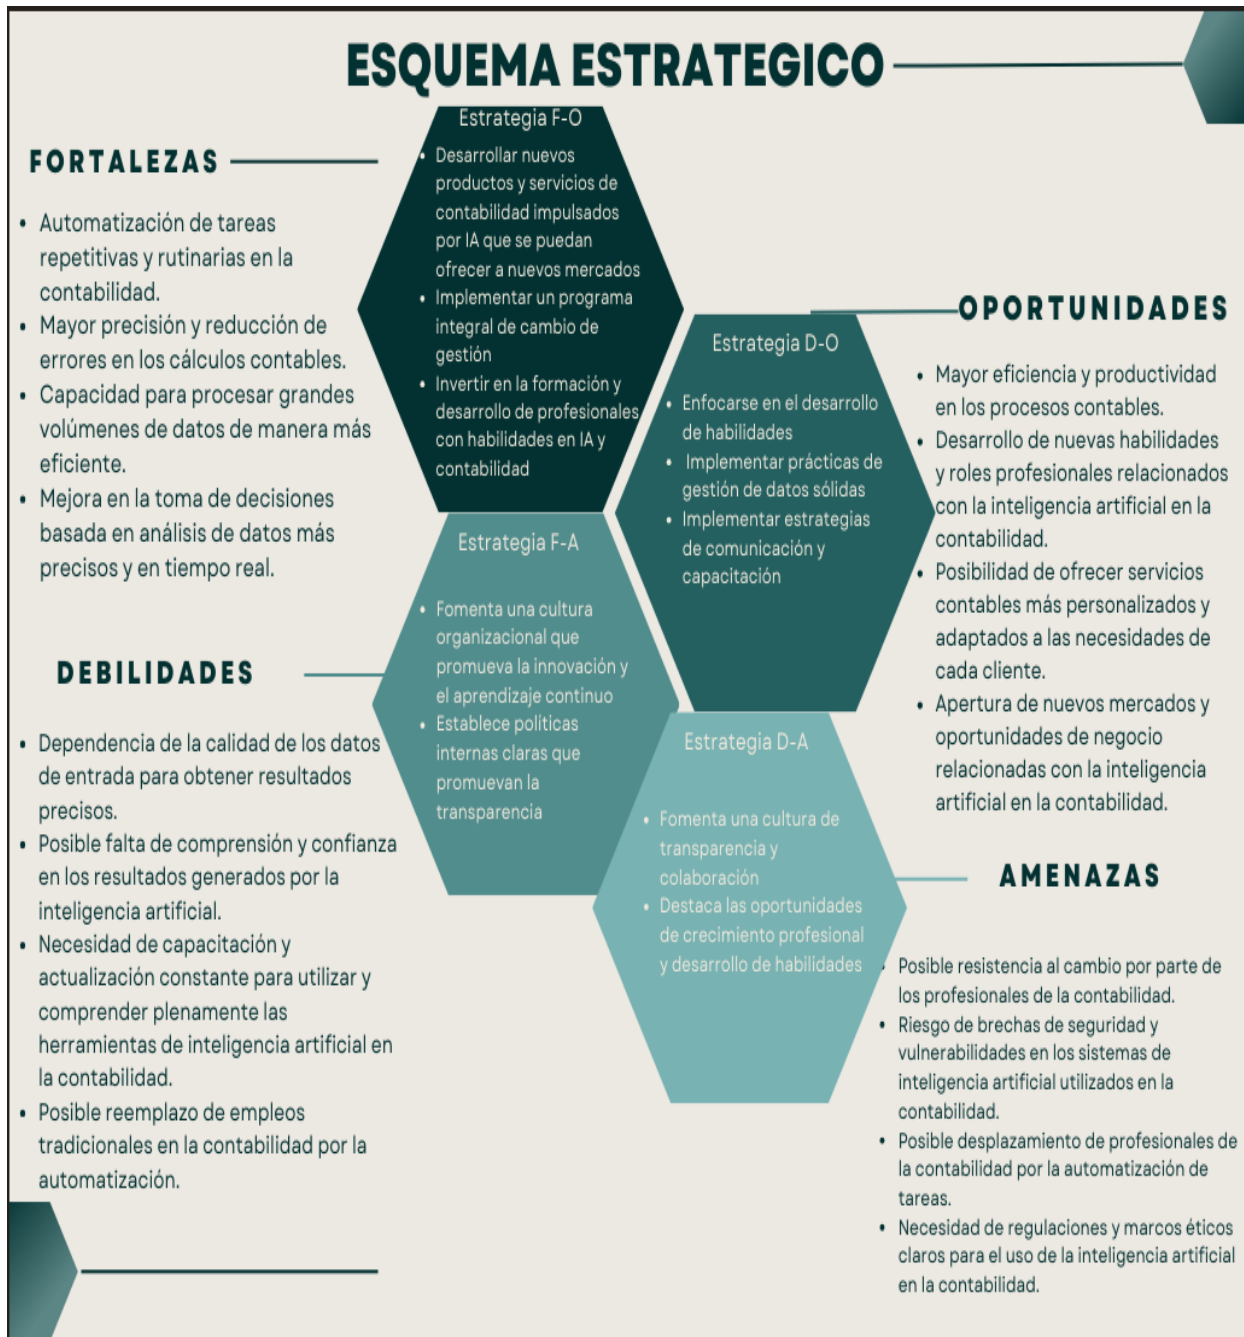 ESQUEMA ESTRATEGICO
FORTALEZAS
• Automatización de tareas
repetitivas y rutinarias en la
contabilidad.
• Mayor precisión y reducción de
errores en los cálculos contables.
• Capacidad para procesar grandes
volúmenes de datos de manera más
eficiente.
• Mejora en la toma de decisiones
basada en análisis de datos más
precisos y en tiempo real.
DEBILIDADES
• Dependencia de la calidad de los datos
de entrada para obtener resultados
precisos.
• Posible falta de comprensión y confianza
en los resultados generados por la
inteligencia artificial.
• Necesidad de capacitación y
actualización constante para utilizar y
comprender plenamente las
herramientas de inteligencia artificial en
la contabilidad.
• Posible reemplazo de empleos
tradicionales en la contabilidad por la
automatización.
Estrategia F-O
• Desarrollar nuevos
productos y servicios de
contabilidad impulsados
por IA que se puedan
ofrecer a nuevos mercados
• Implementar un programa
integral de cambio de
gestión
• Invertir en la formación y
desarrollo de profesionales
con habilidades en IA y
contabilidad
Estrategia D-O
• Enfocarse en el desarrollo
de habilidades
• Implementar prácticas de
gestión de datos sólidas
• Implementar estrategias
de comunicación y
capacitación
Estrategia F-A
• Fomenta una cultura
organizacional que
promueva la innovación y
el aprendizaje continuo
• Establece políticas
internas claras que
promuevan la
transparencia
Estrategia D-A
• Fomenta una cultura de
transparencia y
colaboración
• Destaca las oportunidades
de crecimiento profesional
y desarrollo de habilidades
OPORTUNIDADES
• Mayor eficiencia y productividad
en los procesos contables.
• Desarrollo de nuevas habilidades
y roles profesionales relacionados
con la inteligencia artificial en la
contabilidad.
• Posibilidad de ofrecer servicios
contables más personalizados y
adaptados a las necesidades de
cada cliente.
• Apertura de nuevos mercados y
oportunidades de negocio
relacionadas con la inteligencia
artificial en la contabilidad.
AMENAZAS
• Posible resistencia al cambio por parte de
los profesionales de la contabilidad.
• Riesgo de brechas de seguridad y
vulnerabilidades en los sistemas de
inteligencia artificial utilizados en la
contabilidad.
• Posible desplazamiento de profesionales de
la contabilidad por la automatización de
tareas.
• Necesidad de regulaciones y marcos éticos
claros para el uso de la inteligencia artificial
en la contabilidad.